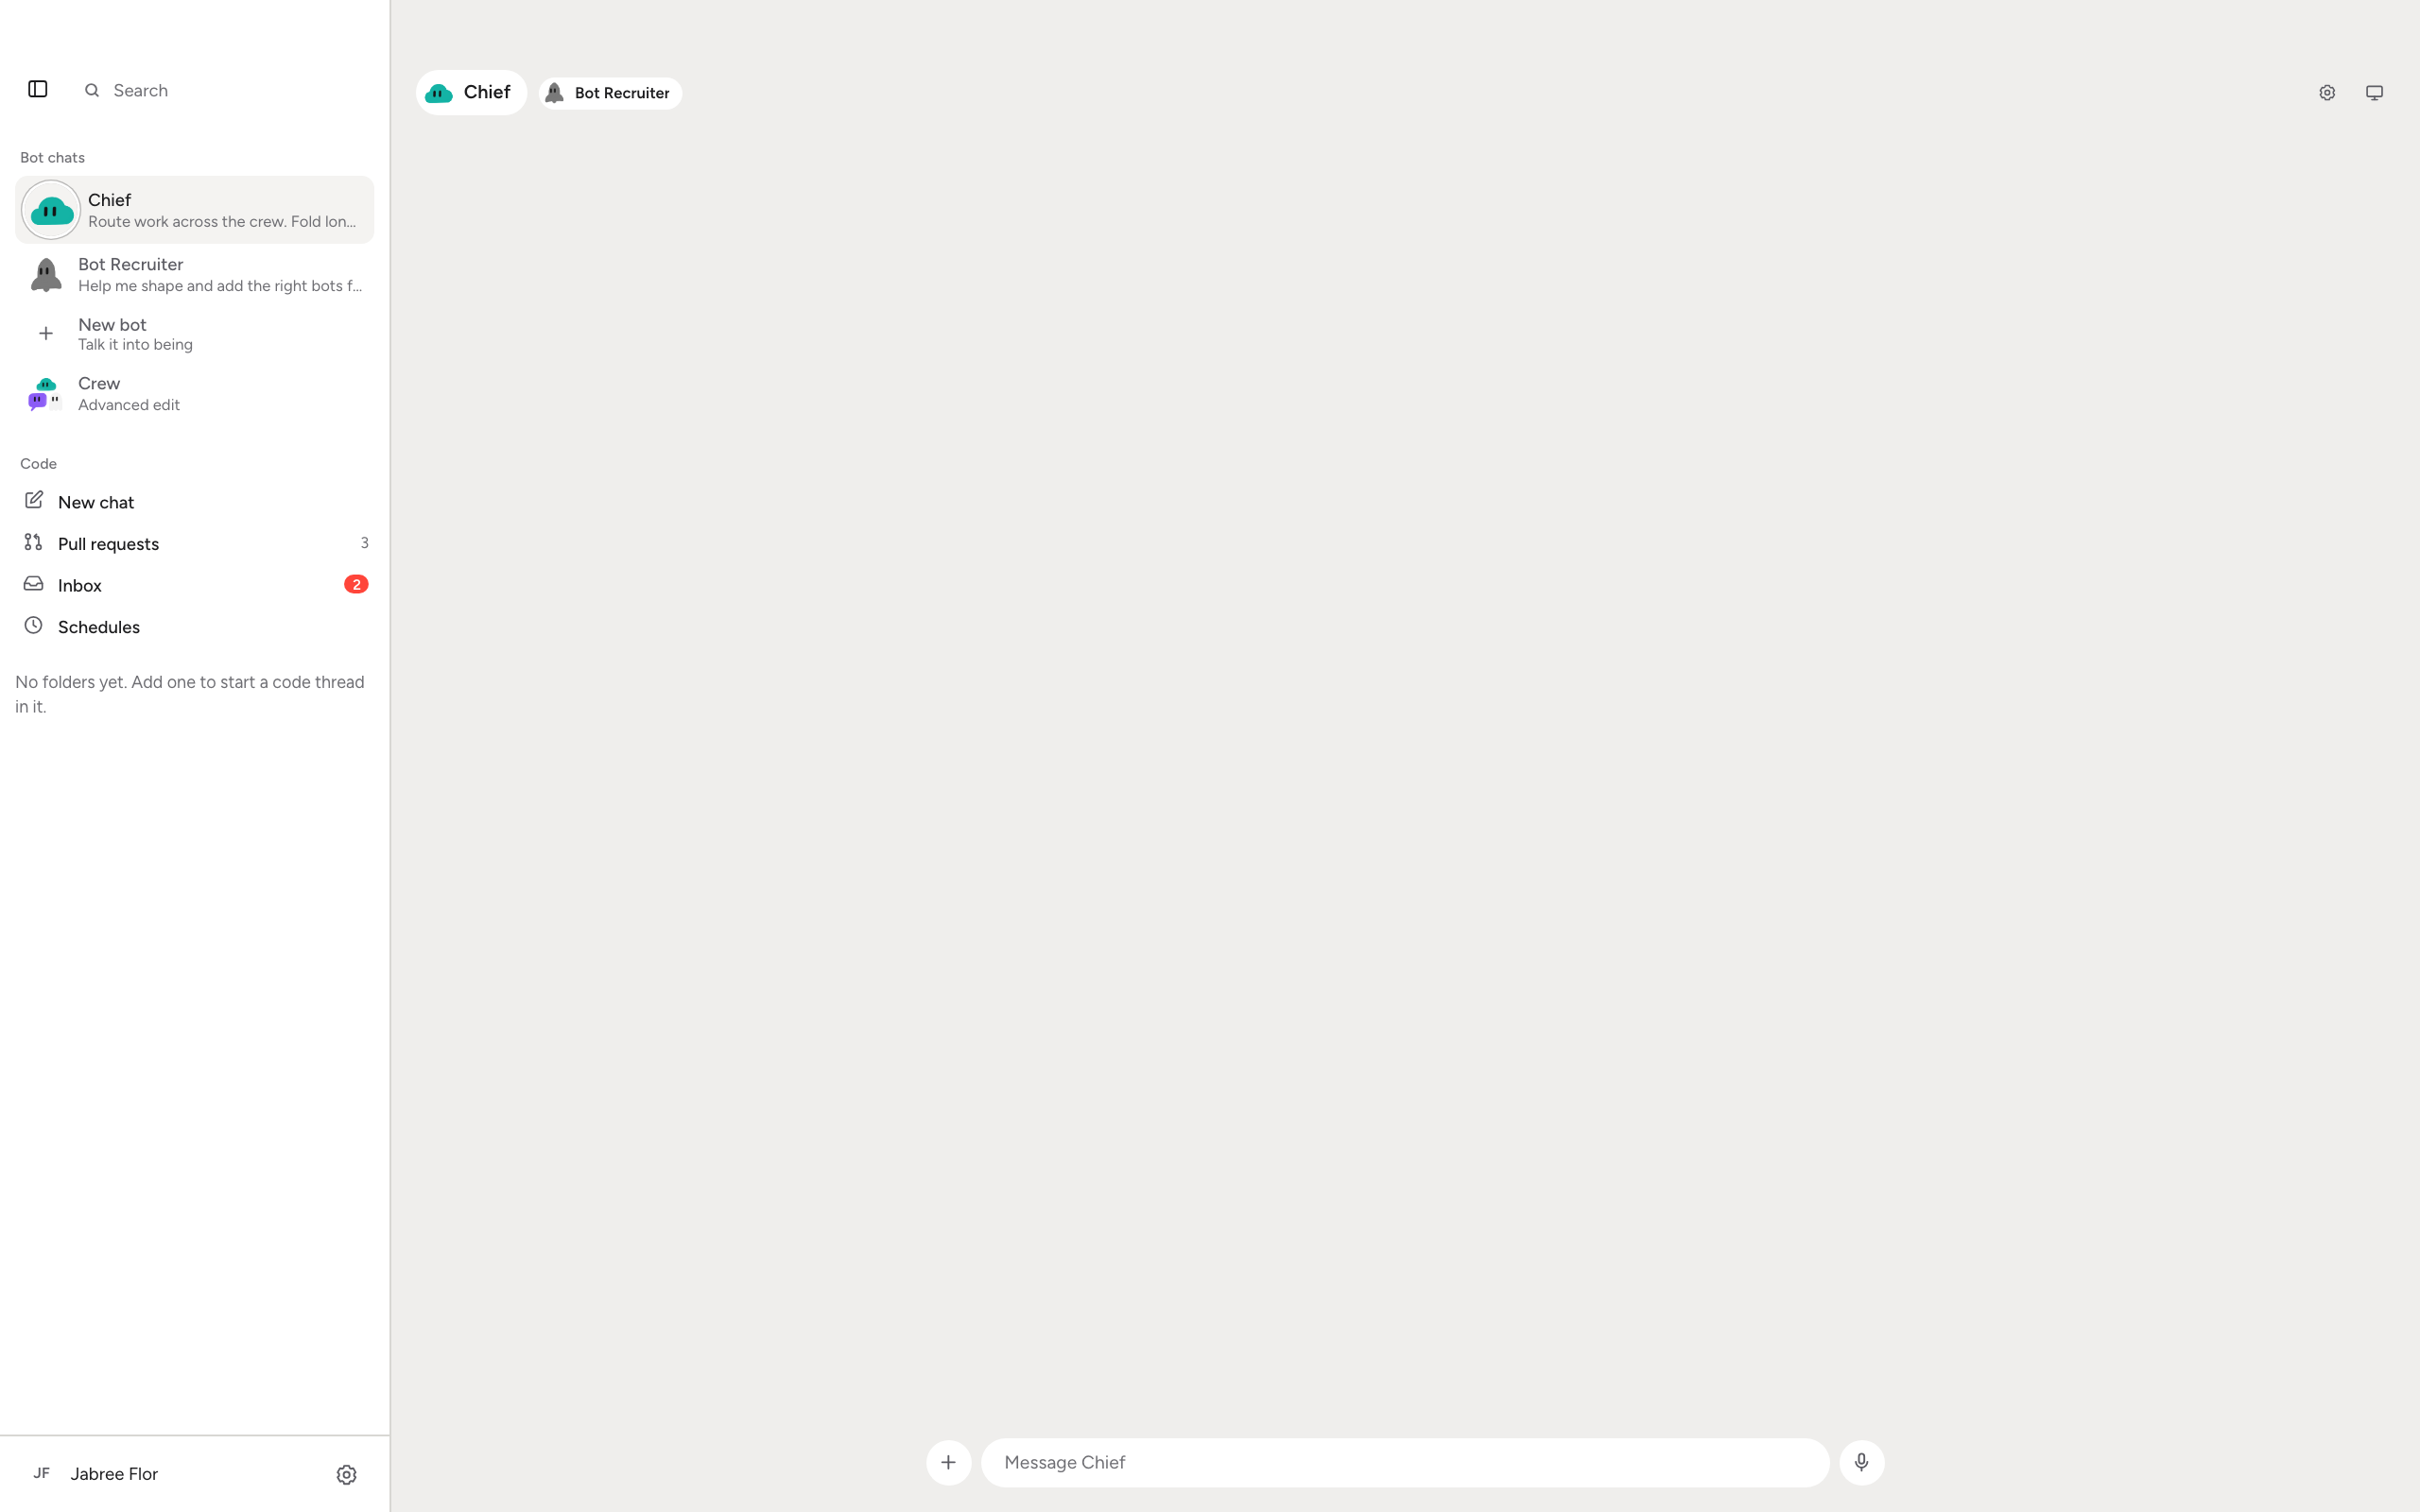 Search
Chief
Bot Recruiter
Bot chats
Chief
Route work across the crew. Fold lon...
Bot Recruiter
Help me shape and add the right bots f...
New bot
Talk it into being
Crew
Advanced edit
Code
New chat
Pull requests 3
Inbox 2
Schedules
No folders yet. Add one to start a code thread
in it.
Message Chief
JF Jabree Flor